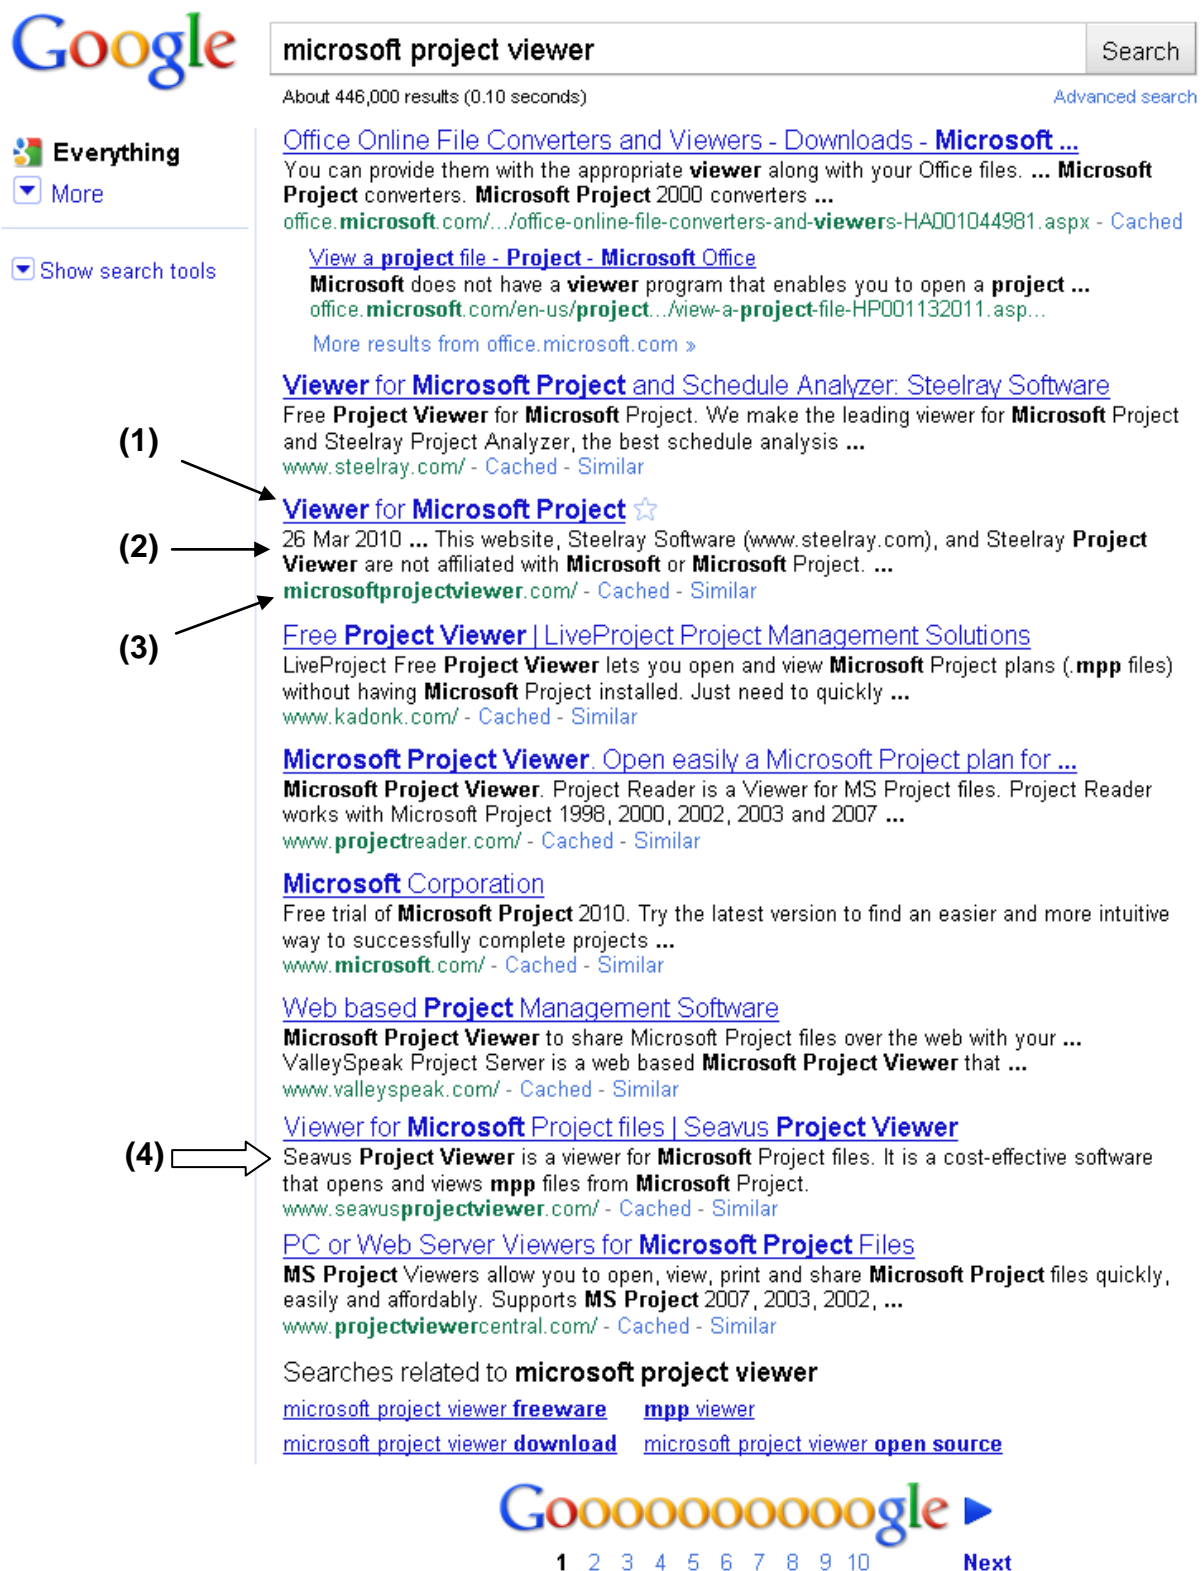 Google
microsoft project viewer
Search
About 446,000 results (0.10 seconds)
Advanced search
Everything
More
Show search tools
Office Online File Converters and Viewers - Downloads - Microsoft ...
You can provide them with the appropriate viewer along with your Office files. ... Microsoft
Project converters. Microsoft Project 2000 converters ...
office.microsoft.com/.../office-online-file-converters-and-viewers-HA001044981.aspx - Cached
View a project file - Project - Microsoft Office
Microsoft does not have a viewer program that enables you to open a project ...
office.microsoft.com/en-us/project.../view-a-project-file-HP001132011.asp...
More results from office.microsoft.com »
Viewer for Microsoft Project and Schedule Analyzer: Steelray Software
Free Project Viewer for Microsoft Project. We make the leading viewer for Microsoft Project
and Steelray Project Analyzer, the best schedule analysis ...
www.steelray.com/ - Cached - Similar
(1)
Viewer for Microsoft Project
(2)
26 Mar 2010 ... This website, Steelray Software (www.steelray.com), and Steelray Project
Viewer are not affiliated with Microsoft or Microsoft Project. ...
microsoftprojectviewer.com/ - Cached - Similar
(3)
Free Project Viewer | LiveProject Project Management Solutions
LiveProject Free Project Viewer lets you open and view Microsoft Project plans (.mpp files)
without having Microsoft Project installed. Just need to quickly ...
www.kadonk.com/ - Cached - Similar
Microsoft Project Viewer. Open easily a Microsoft Project plan for ...
Microsoft Project Viewer. Project Reader is a Viewer for MS Project files. Project Reader
works with Microsoft Project 1998, 2000, 2002, 2003 and 2007 ...
www.projectreader.com/ - Cached - Similar
Microsoft Corporation
Free trial of Microsoft Project 2010. Try the latest version to find an easier and more intuitive
way to successfully complete projects ...
www.microsoft.com/ - Cached - Similar
Web based Project Management Software
Microsoft Project Viewer to share Microsoft Project files over the web with your ...
ValleySpeak Project Server is a web based Microsoft Project Viewer that ...
www.valleyspeak.com/ - Cached - Similar
Viewer for Microsoft Project files | Seavus Project Viewer
(4)
Seavus Project Viewer is a viewer for Microsoft Project files. It is a cost-effective software
that opens and views mpp files from Microsoft Project.
www.seavusprojectviewer.com/ - Cached - Similar
PC or Web Server Viewers for Microsoft Project Files
MS Project Viewers allow you to open, view, print and share Microsoft Project files quickly,
easily and affordably. Supports MS Project 2007, 2003, 2002, ...
www.projectviewercentral.com/ - Cached - Similar
Searches related to microsoft project viewer
microsoft project viewer freeware mpp viewer
microsoft project viewer download microsoft project viewer open source
Goooooooooogle
1 2 3 4 5 6 7 8 9 10 Next